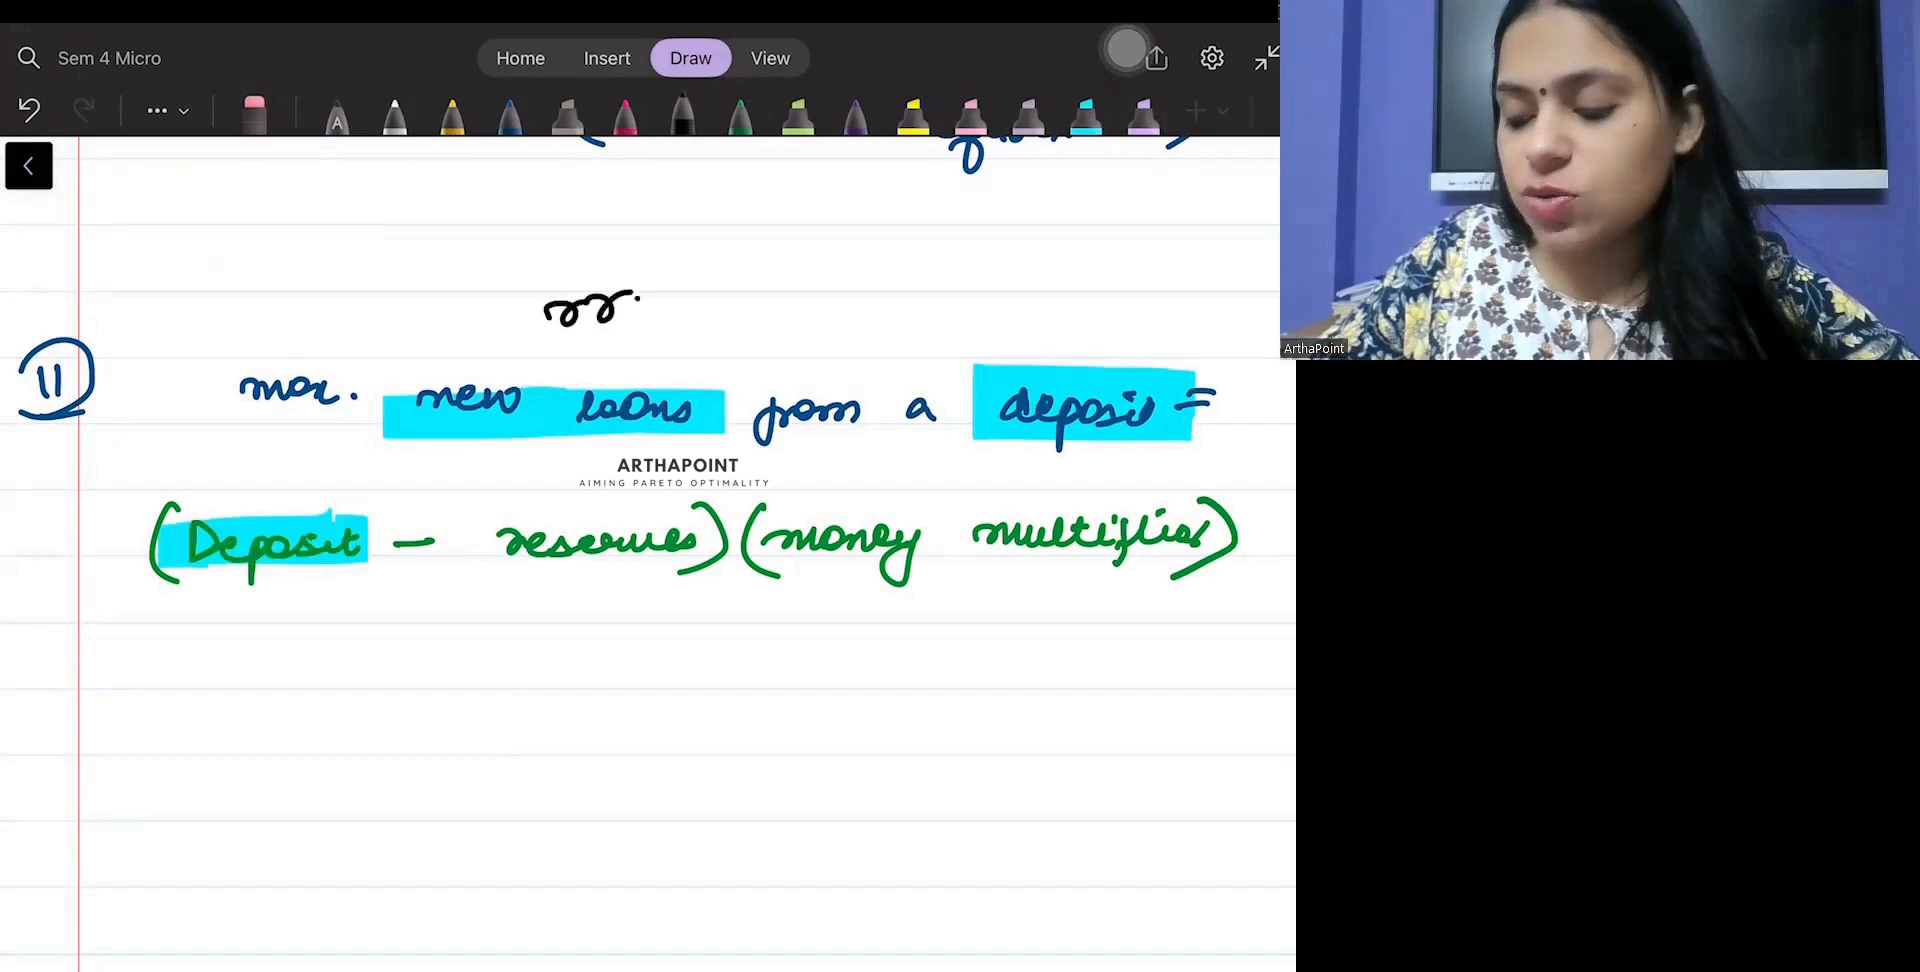 Sem 4 Micro
Home Insert Draw View
A
rr.
11 max. new loans from a deposit =
ARTHAPOINT
AIMING PARETO OPTIMALITY
(Deposit – reserves) (money multiplier)
ArthaPoint